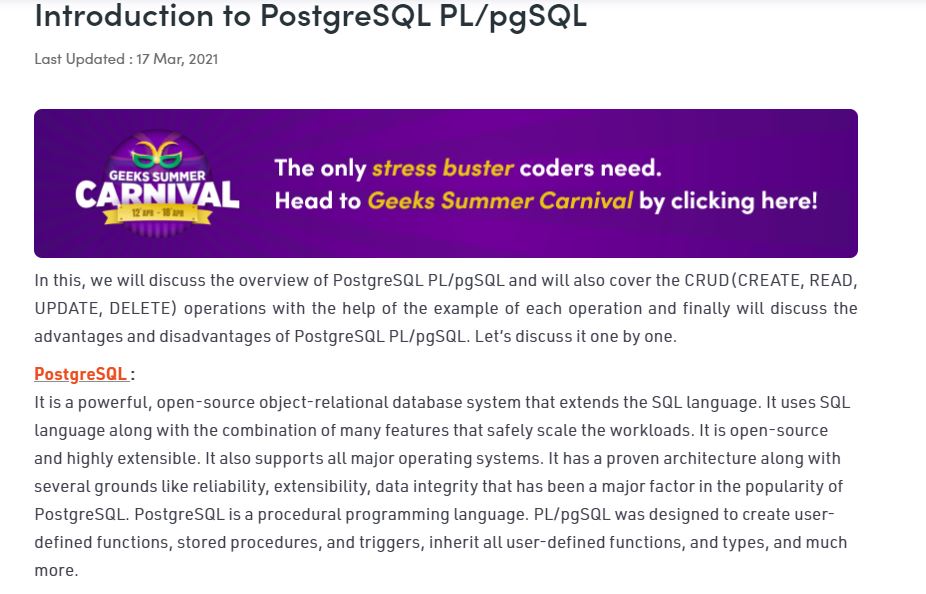 Introduction to PostgreSQL PL/pgSQL
Last Updated : 17 Mar, 2021
GEEKS SUMMER
CARNIVAL
12 APR - 18 APR
The only stress buster coders need.
Head to Geeks Summer Carnival by clicking here!
In this, we will discuss the overview of PostgreSQL PL/pgSQL and will also cover the CRUD(CREATE, READ,
UPDATE, DELETE) operations with the help of the example of each operation and finally will discuss the
advantages and disadvantages of PostgreSQL PL/pgSQL. Let’s discuss it one by one.
PostgreSQL :
It is a powerful, open-source object-relational database system that extends the SQL language. It uses SQL
language along with the combination of many features that safely scale the workloads. It is open-source
and highly extensible. It also supports all major operating systems. It has a proven architecture along with
several grounds like reliability, extensibility, data integrity that has been a major factor in the popularity of
PostgreSQL. PostgreSQL is a procedural programming language. PL/pgSQL was designed to create user-
defined functions, stored procedures, and triggers, inherit all user-defined functions, and types, and much
more.